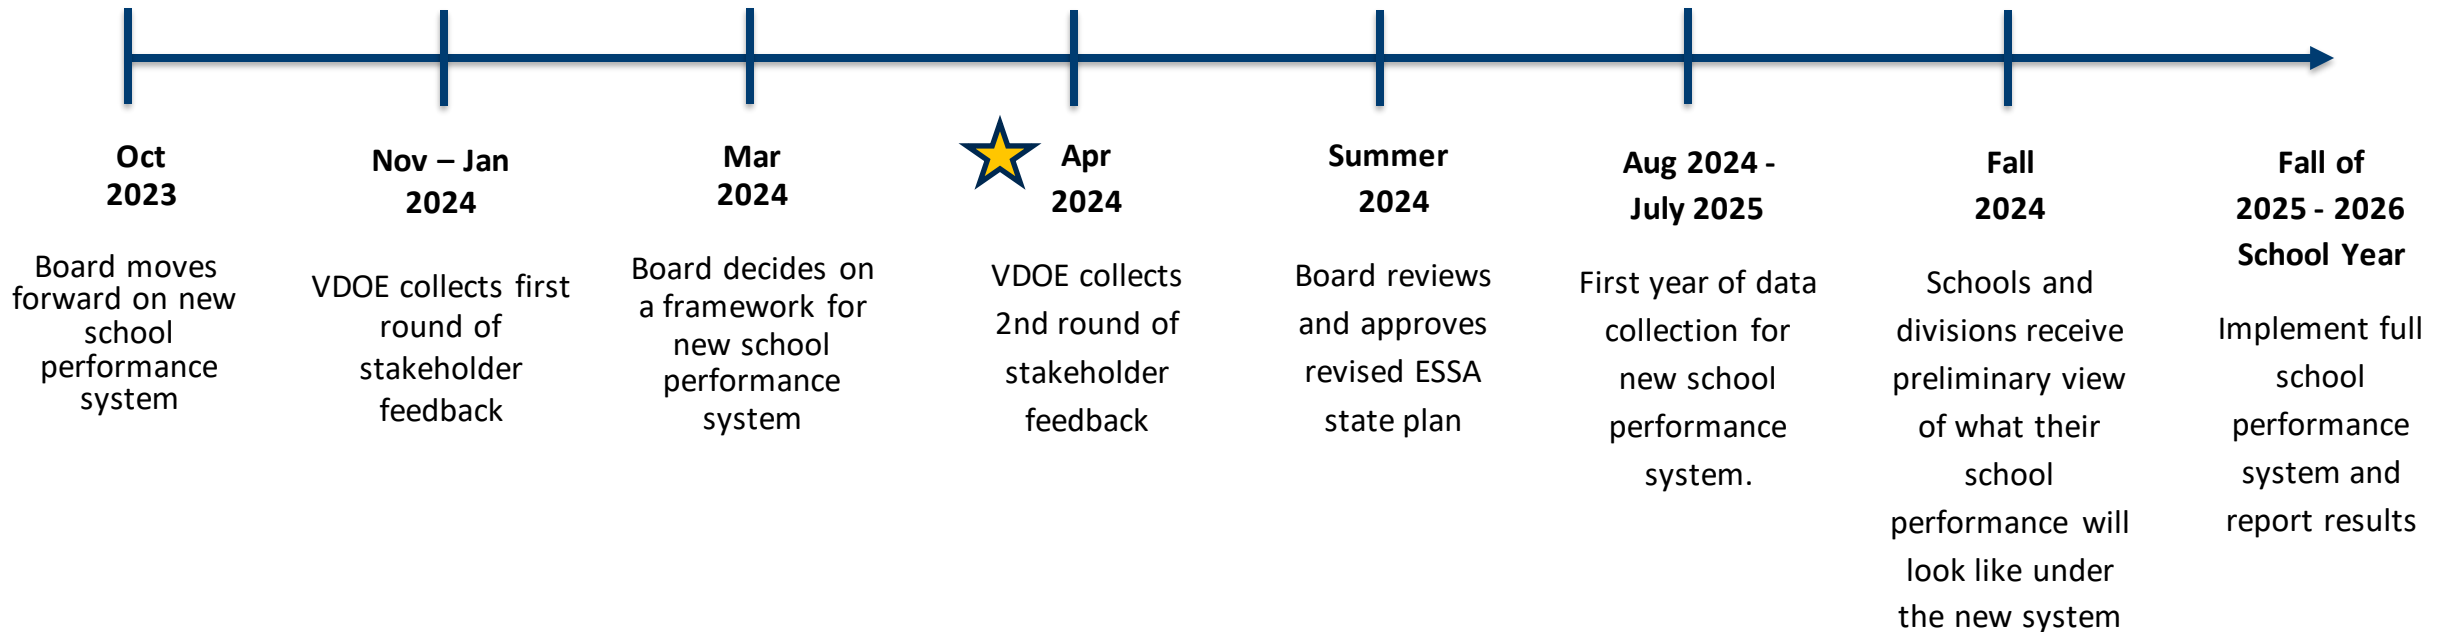 Oct
2023
Board moves
forward on new
school
performance
system
Nov – Jan
2024
VDOE collects first
round of
stakeholder
feedback
Mar
2024
Board decides on
a framework for
new school
performance
system
Apr
2024
VDOE collects
2nd round of
stakeholder
feedback
Summer
2024
Board reviews
and approves
revised ESSA
state plan
Aug 2024 -
July 2025
First year of data
collection for
new school
performance
system.
Fall
2024
Schools and
divisions receive
preliminary view
of what their
school
performance will
look like under
the new system
Fall of
2025 - 2026
School Year
Implement full
school
performance
system and
report results